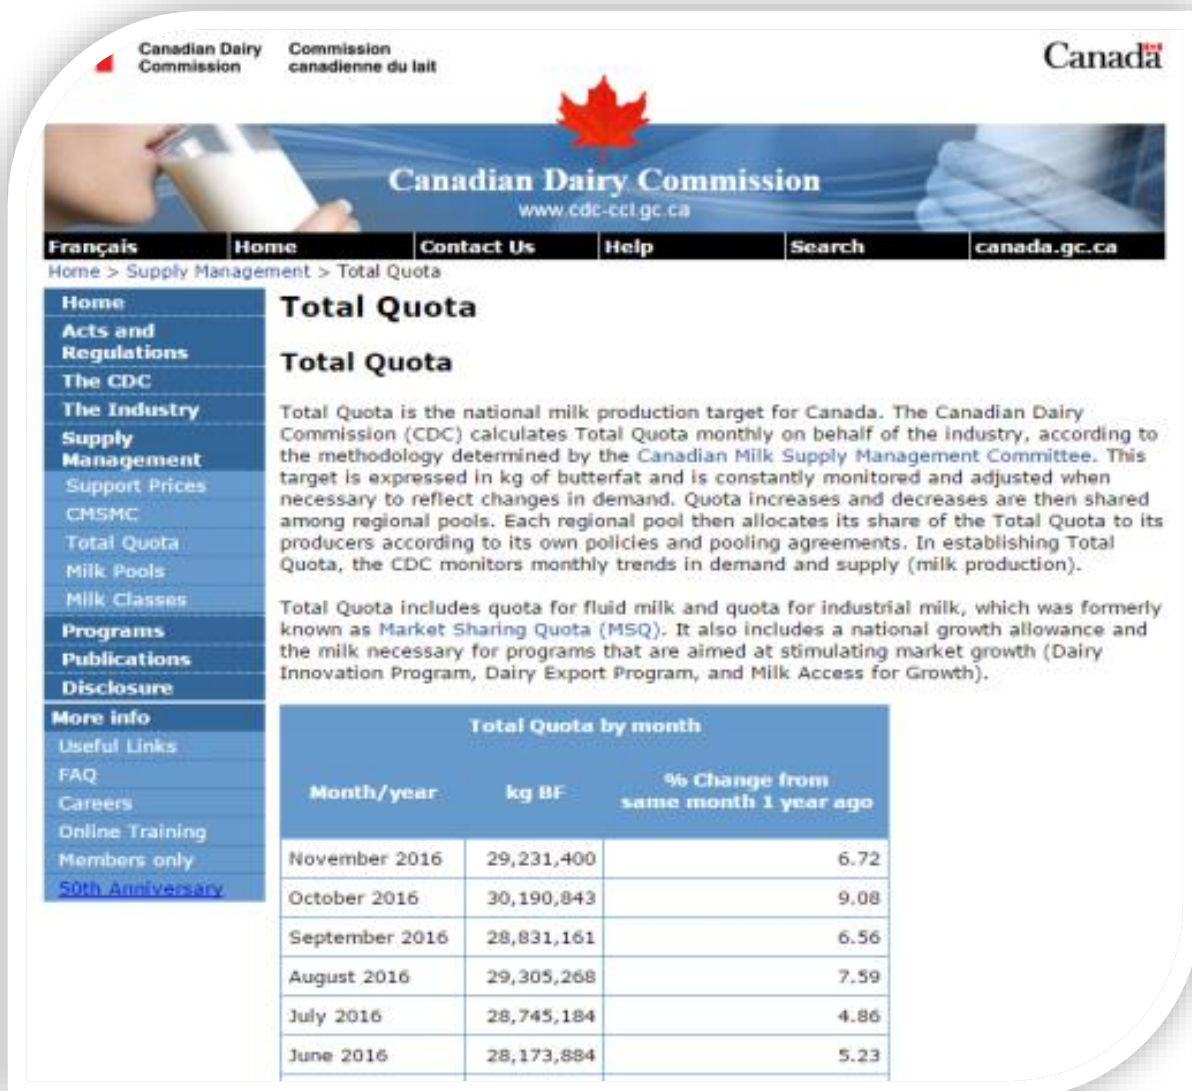 Canadian Dairy Commission
Commission canadienne du lait
Canada
Canadian Dairy Commission
www.cdc-ccl.gc.ca
Français Home Contact Us Help Search canada.gc.ca
Home > Supply Management > Total Quota
Home
Acts and
Regulations
The CDC
The Industry
Supply
Management
Support Prices
CMSMC
Total Quota
Milk Pools
Milk Classes
Programs
Publications
Disclosure
More info
Useful Links
FAQ
Careers
Online Training
Members only
50th Anniversary
Total Quota
Total Quota
Total Quota is the national milk production target for Canada. The Canadian Dairy
Commission (CDC) calculates Total Quota monthly on behalf of the industry, according to
the methodology determined by the Canadian Milk Supply Management Committee. This
target is expressed in kg of butterfat and is constantly monitored and adjusted when
necessary to reflect changes in demand. Quota increases and decreases are then shared
among regional pools. Each regional pool then allocates its share of the Total Quota to its
producers according to its own policies and pooling agreements. In establishing Total
Quota, the CDC monitors monthly trends in demand and supply (milk production).
Total Quota includes quota for fluid milk and quota for industrial milk, which was formerly
known as Market Sharing Quota (MSQ). It also includes a national growth allowance and
the milk necessary for programs that are aimed at stimulating market growth (Dairy
Innovation Program, Dairy Export Program, and Milk Access for Growth).
Total Quota by month
Month/year kg BF % Change from
same month 1 year ago
November 2016 29,231,400 6.72
October 2016 30,190,843 9.08
September 2016 28,831,161 6.56
August 2016 29,305,268 7.59
July 2016 28,745,184 4.86
June 2016 28,173,884 5.23